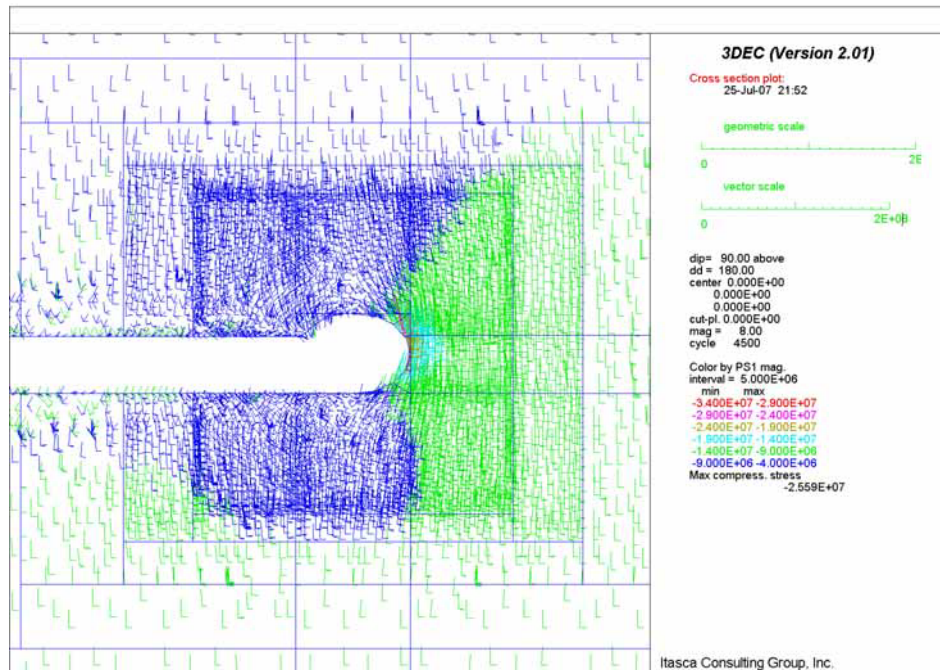 3DEC (Version 2.01)
Cross section plot:
25-Jul-07 21:52
geometric scale
0 2E
vector scale
0 2E+08
dip= 90.00 above
dd = 180.00
center 0.000E+00
0.000E+00
0.000E+00
cut-pl. 0.000E+00
mag = 8.00
cycle 4500
Color by PS1 mag.
interval = 5.000E+06
min max
-3.400E+07 -2.900E+07
-2.900E+07 -2.400E+07
-2.400E+07 -1.900E+07
-1.900E+07 -1.400E+07
-1.400E+07 -9.000E+06
-9.000E+06 -4.000E+06
Max compress. stress
-2.559E+07
Itasca Consulting Group, Inc.